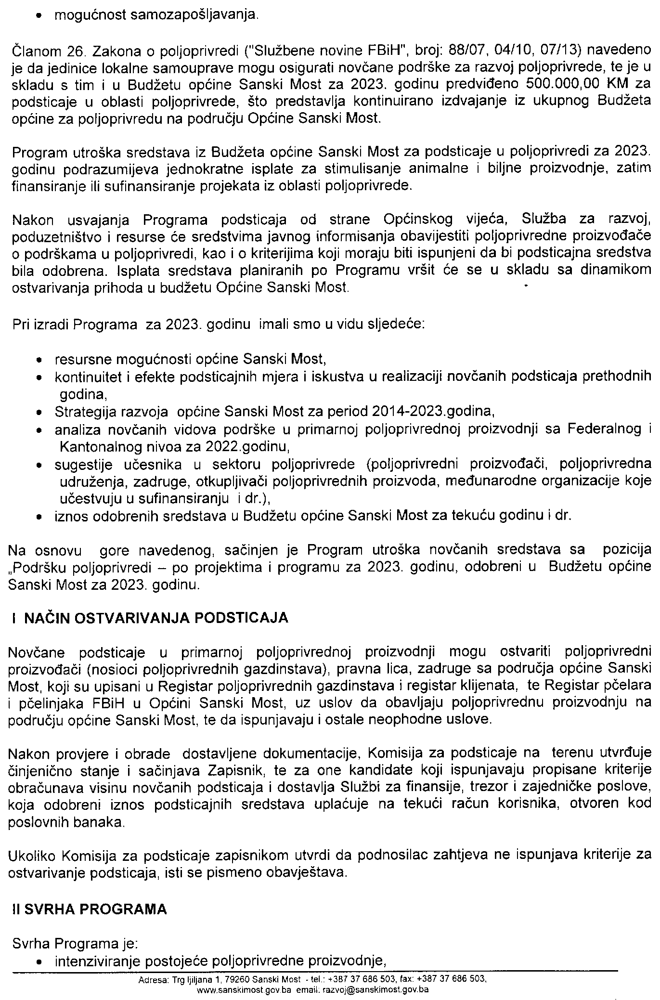 • mogućnost samozapošljavanja.
Članom 26. Zakona o poljoprivredi ("Službene novine FBiH", broj: 88/07, 04/10, 07/13) navedeno
je da jedinice lokalne samouprave mogu osigurati novčane podrške za razvoj poljoprivrede, te je u
skladu s tim i u Budžetu općine Sanski Most za 2023. godinu predviđeno 500.000,00 KM za
podsticaje u oblasti poljoprivrede, što predstavlja kontinuirano izdvajanje iz ukupnog Budžeta
općine za poljoprivredu na području Općine Sanski Most.
Program utroška sredstava iz Budžeta općine Sanski Most za podsticaje u poljoprivredi za 2023.
godinu podrazumijeva jednokratne isplate za stimulisanje animalne i biljne proizvodnje, zatim
finansiranje ili sufinansiranje projekata iz oblasti poljoprivrede.
Nakon usvajanja Programa podsticaja od strane Općinskog vijeća, Služba za razvoj,
poduzetništvo i resurse će sredstvima javnog informisanja obavijestiti poljoprivredne proizvođače
o podrškama u poljoprivredi, kao i o kriterijima koji moraju biti ispunjeni da bi podsticajna sredstva
bila odobrena. Isplata sredstava planiranih po Programu vršit će se u skladu sa dinamikom
ostvarivanja prihoda u budžetu Općine Sanski Most.
Pri izradi Programa za 2023. godinu imali smo u vidu sljedeće:
• resursne mogućnosti općine Sanski Most,
• kontinuitet i efekte podsticajnih mjera i iskustva u realizaciji novčanih podsticaja prethodnih
godina,
• Strategija razvoja općine Sanski Most za period 2014-2023.godina,
• analiza novčanih vidova podrške u primarnoj poljoprivrednoj proizvodnji sa Federalnog i
Kantonalnog nivoa za 2022.godinu,
• sugestije učesnika u sektoru poljoprivrede (poljoprivredni proizvođači, poljoprivredna
udruženja, zadruge, otkupljivači poljoprivrednih proizvoda, međunarodne organizacije koje
učestvuju u sufinansiranju i dr.),
• iznos odobrenih sredstava u Budžetu općine Sanski Most za tekuću godinu i dr.
Na osnovu gore navedenog, sačinjen je Program utroška novčanih sredstava sa pozicija
„Podršku poljoprivredi – po projektima i programu za 2023. godinu, odobreni u Budžetu općine
Sanski Most za 2023. godinu.
I NAČIN OSTVARIVANJA PODSTICAJA
Novčane podsticaje u primarnoj poljoprivrednoj proizvodnji mogu ostvariti poljoprivredni
proizvođači (nosioci poljoprivrednih gazdinstava), pravna lica, zadruge sa područja općine Sanski
Most, koji su upisani u Registar poljoprivrednih gazdinstava i registar klijenata, te Registar pčelara
i pčelinjaka FBiH u Općini Sanski Most, uz uslov da obavljaju poljoprivrednu proizvodnju na
području općine Sanski Most, te da ispunjavaju i ostale neophodne uslove.
Nakon provjere i obrade dostavljene dokumentacije, Komisija za podsticaje na terenu utvrđuje
činjenično stanje i sačinjava Zapisnik, te za one kandidate koji ispunjavaju propisane kriterije
obračunava visinu novčanih podsticaja i dostavlja Službi za finansije, trezor i zajedničke poslove,
koja odobreni iznos podsticajnih sredstava uplaćuje na tekući račun korisnika, otvoren kod
poslovnih banaka.
Ukoliko Komisija za podsticaje zapisnikom utvrdi da podnosilac zahtjeva ne ispunjava kriterije za
ostvarivanje podsticaja, isti se pismeno obavještava.
II SVRHA PROGRAMA
Svrha Programa je:
• intenziviranje postojeće poljoprivredne proizvodnje,
Adresa: Trg ljiljana 1, 79260 Sanski Most - tel.: +387 37 686 503, fax: +387 37 686 503,
www.sanskimost.gov.ba email: razvoj@sanskimost.gov.ba